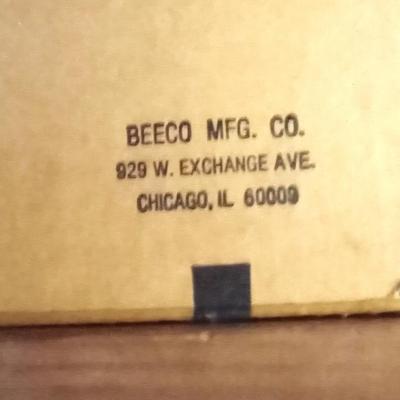 BEECO MFG. CO.
929 W. EXCHANGE AVE.
CHICAGO, IL 60009